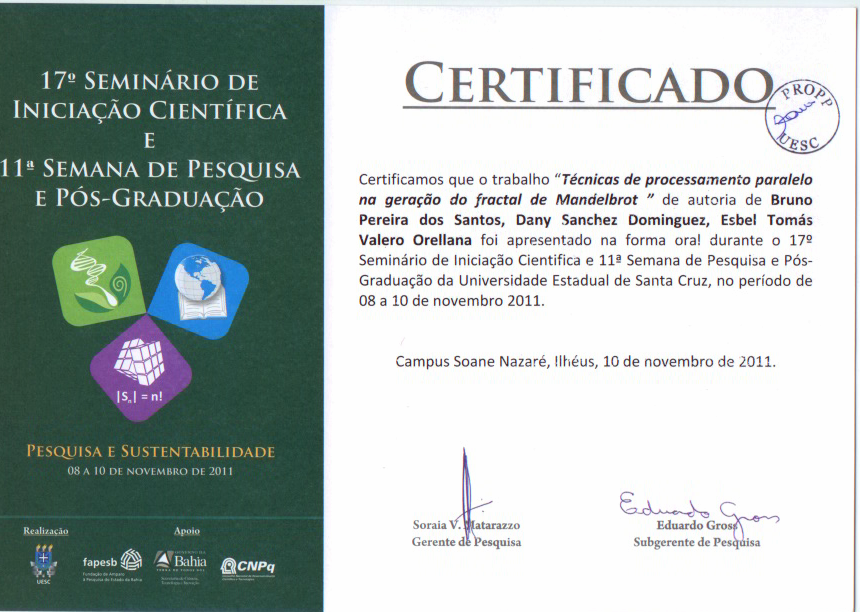 17º Seminário de
Iniciação Científica
e
11ª Semana de Pesquisa
e Pós-Graduação
|Sn| = n!
Pesquisa e Sustentabilidade
08 a 10 de novembro de 2011
Realização
Apoio
UESC
fapesb
Fundação de Amparo
à Pesquisa do Estado da Bahia
Bahia
CNPq
Certificado
PROPP
UESC
Certificamos que o trabalho “Técnicas de processamento paralelo
na geração do fractal de Mandelbrot ” de autoria de Bruno
Pereira dos Santos, Dany Sanchez Dominguez, Esbel Tomás
Valero Orellana foi apresentado na forma oral durante o 17º
Seminário de Iniciação Cientifica e 11ª Semana de Pesquisa e Pós-
Graduação da Universidade Estadual de Santa Cruz, no período de
08 a 10 de novembro 2011.
Campus Soane Nazaré, Ilhéus, 10 de novembro de 2011.
Eduardo Gross
Soraia V. Matarazzo
Gerente de Pesquisa
Eduardo Gross
Subgerente de Pesquisa